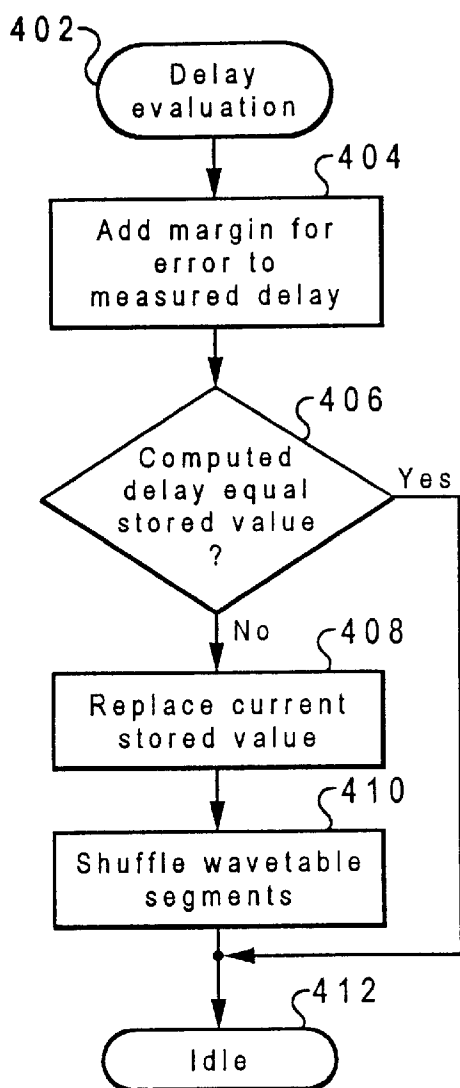 402
Delay
evaluation
404
Add margin for
error to
measured delay
406
Computed
delay equal
stored value
?
Yes
No
408
Replace current
stored value
410
Shuffle wavetable
segments
412
Idle